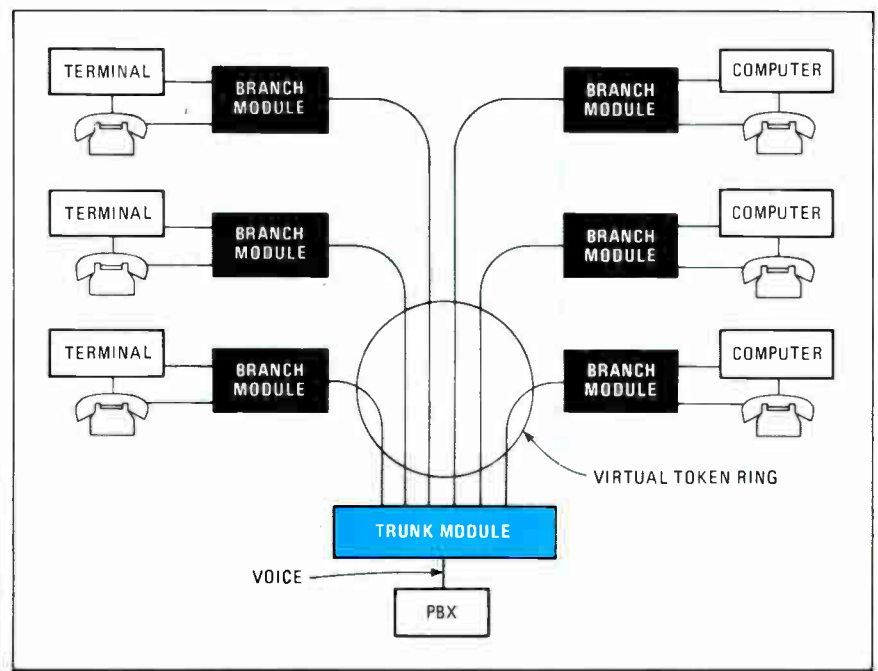 TERMINAL
BRANCH
MODULE
BRANCH
MODULE
COMPUTER
TERMINAL
BRANCH
MODULE
BRANCH
MODULE
COMPUTER
TERMINAL
BRANCH
MODULE
BRANCH
MODULE
COMPUTER
VIRTUAL TOKEN RING
TRUNK MODULE
VOICE
PBX